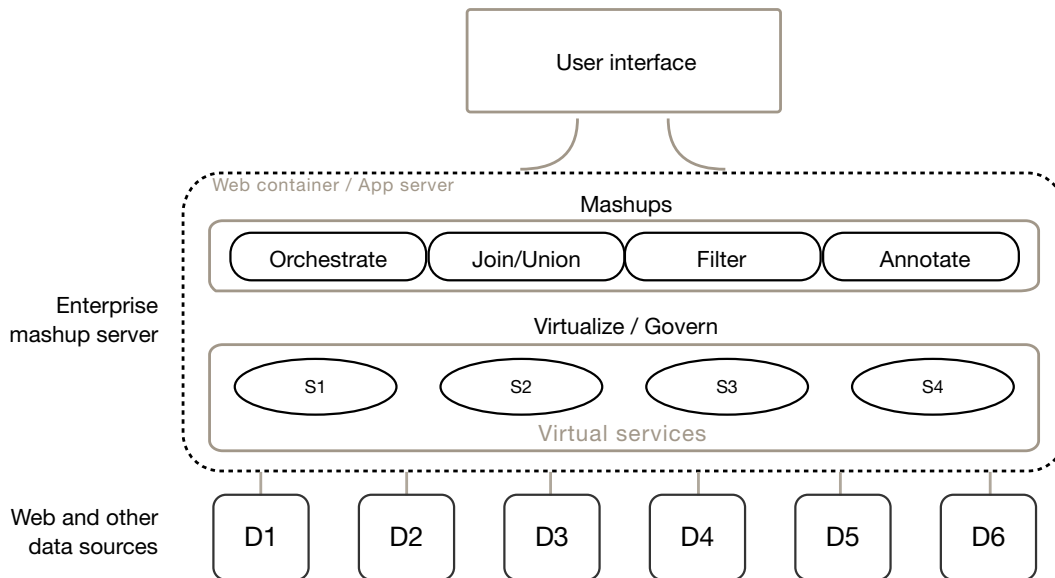 User interface
Web container / App server
Mashups
Orchestrate
Join/Union
Filter
Annotate
Enterprise
mashup server
Virtualize / Govern
S1
S2
S3
S4
Virtual services
Web and other
data sources
D1
D2
D3
D4
D5
D6